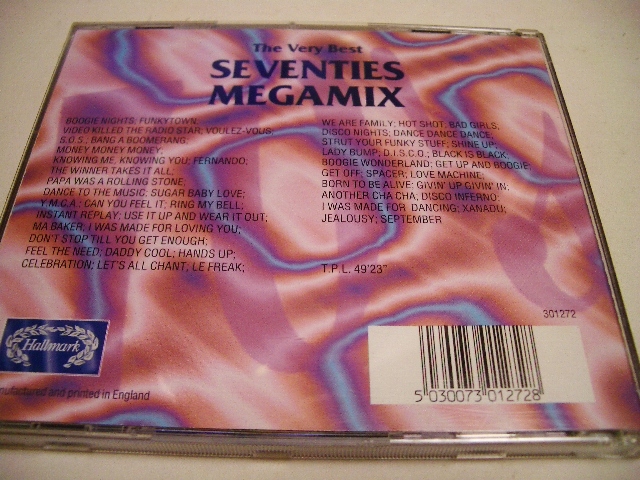 The Very Best
SEVENTIES
MEGAMIX
BOOGIE NIGHTS; FUNKYTOWN;
VIDEO KILLED THE RADIO STAR; VOULEZ-VOUS;
S.O.S.; BANG A BOOMERANG;
MONEY MONEY MONEY;
KNOWING ME, KNOWING YOU; FERNANDO;
THE WINNER TAKES IT ALL;
PAPA WAS A ROLLING STONE;
DANCE TO THE MUSIC; SUGAR BABY LOVE;
Y.M.C.A.; CAN YOU FEEL IT; RING MY BELL;
INSTANT REPLAY; USE IT UP AND WEAR IT OUT;
MA BAKER; I WAS MADE FOR LOVING YOU;
DON'T STOP TILL YOU GET ENOUGH;
FEEL THE NEED; DADDY COOL; HANDS UP;
CELEBRATION; LET'S ALL CHANT; LE FREAK;
WE ARE FAMILY; HOT SHOT; BAD GIRLS;
DISCO NIGHTS; DANCE DANCE DANCE;
STRUT YOUR FUNKY STUFF; SHINE UP;
LADY BUMP; D.I.S.C.O.; BLACK IS BLACK;
BOOGIE WONDERLAND; GET UP AND BOOGIE;
GET OFF; SPACER; LOVE MACHINE;
BORN TO BE ALIVE; GIVIN' UP GIVIN' IN;
ANOTHER CHA CHA; DISCO INFERNO;
I WAS MADE FOR DANCING; XANADU;
JEALOUSY; SEPTEMBER
T.P.L. 49'23"
301272
Hallmark
nufactured and printed in England
5 030073 012728